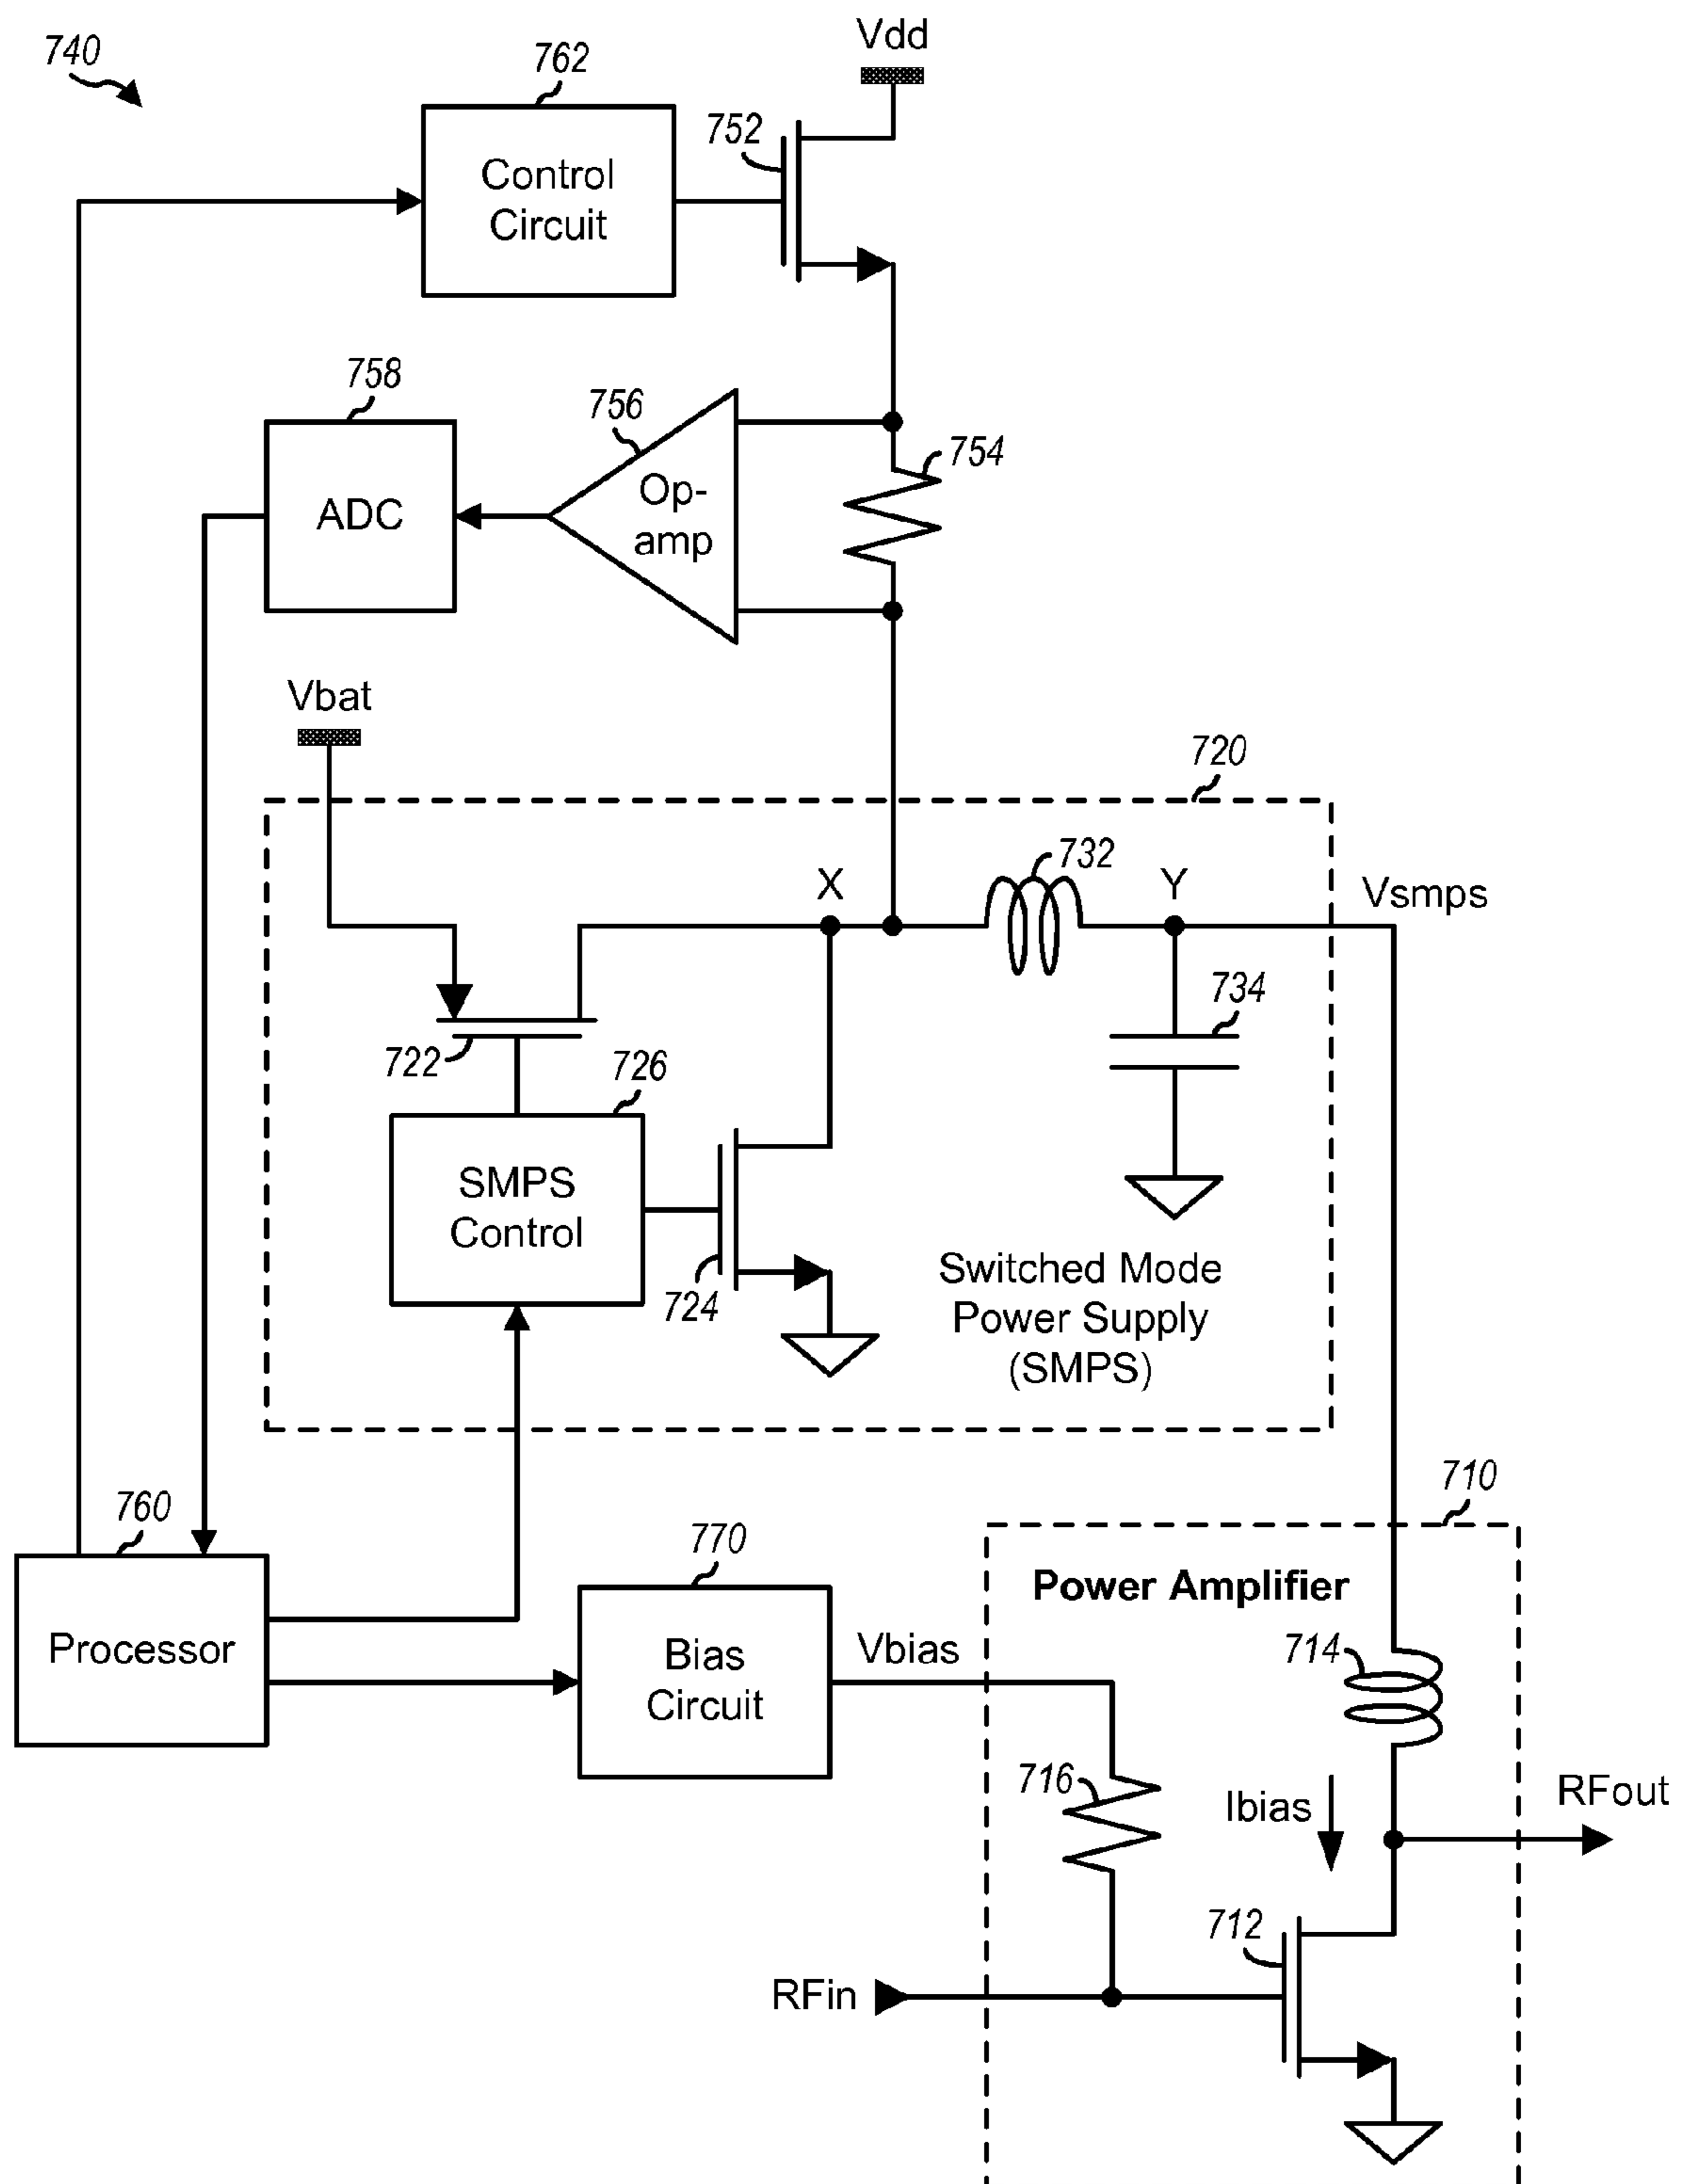 740
762
Vdd
752
Control
Circuit
758
756
754
ADC
Op-
amp
Vbat
720
732
X
Y
Vsmps
734
722
726
SMPS
Control
724
Switched Mode
Power Supply
(SMPS)
710
760
770
Power Amplifier
Processor
Bias
Circuit
Vbias
714
716
Ibias
RFout
712
RFin